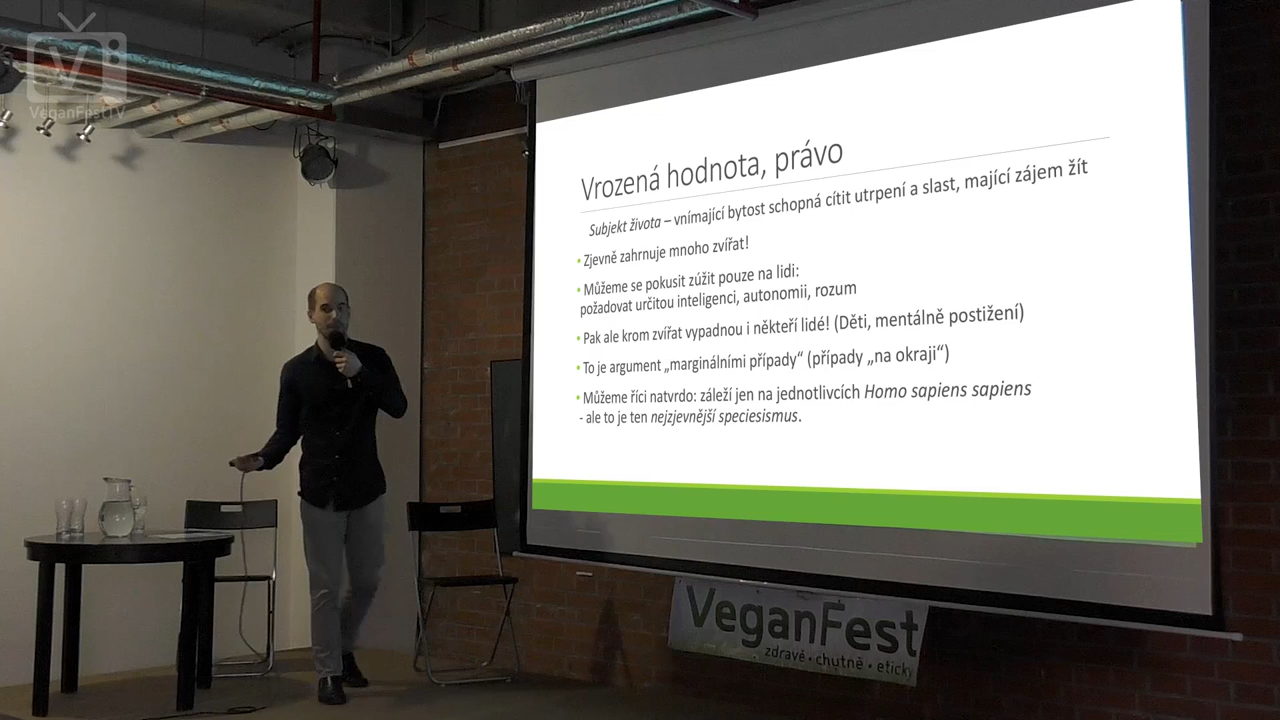 VeganFestTV
Vrozená hodnota, právo
Subjekt života – vnímající bytost schopná cítit utrpení a slast, mající zájem žít
• Zjevně zahrnuje mnoho zvířat!
• Můžeme se pokusit zúžit pouze na lidi:
požadovat určitou inteligenci, autonomii, rozum
• Pak ale krom zvířat vypadnou i někteří lidé! (Děti, mentálně postižení)
• To je argument „marginálními případy“ (případy „na okraji“)
• Můžeme říci natvrdo: záleží jen na jednotlivcích Homo sapiens sapiens
- ale to je ten nejzjevnější speciesismus.
VeganFest
zdravě • chutně • eticky